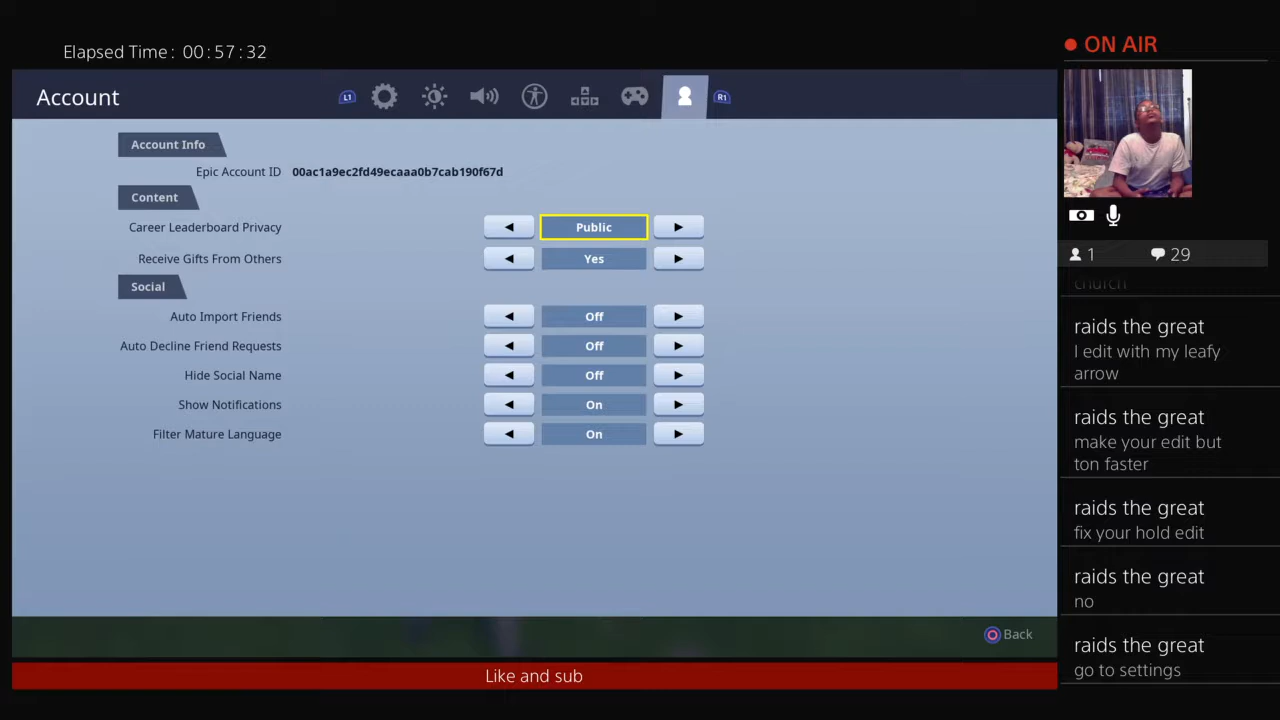 Elapsed Time: 00:57:32
ON AIR
Account
L1
R1
Account Info
Epic Account ID 00ac1a9ec2fd49ecaaa0b7cab190f67d
Content
Career Leaderboard Privacy Public
Receive Gifts From Others Yes
Social
Auto Import Friends Off
Auto Decline Friend Requests Off
Hide Social Name Off
Show Notifications On
Filter Mature Language On
Back
Like and sub
1 29
church
raids the great
I edit with my leafy
arrow
raids the great
make your edit but
ton faster
raids the great
fix your hold edit
raids the great
no
raids the great
go to settings